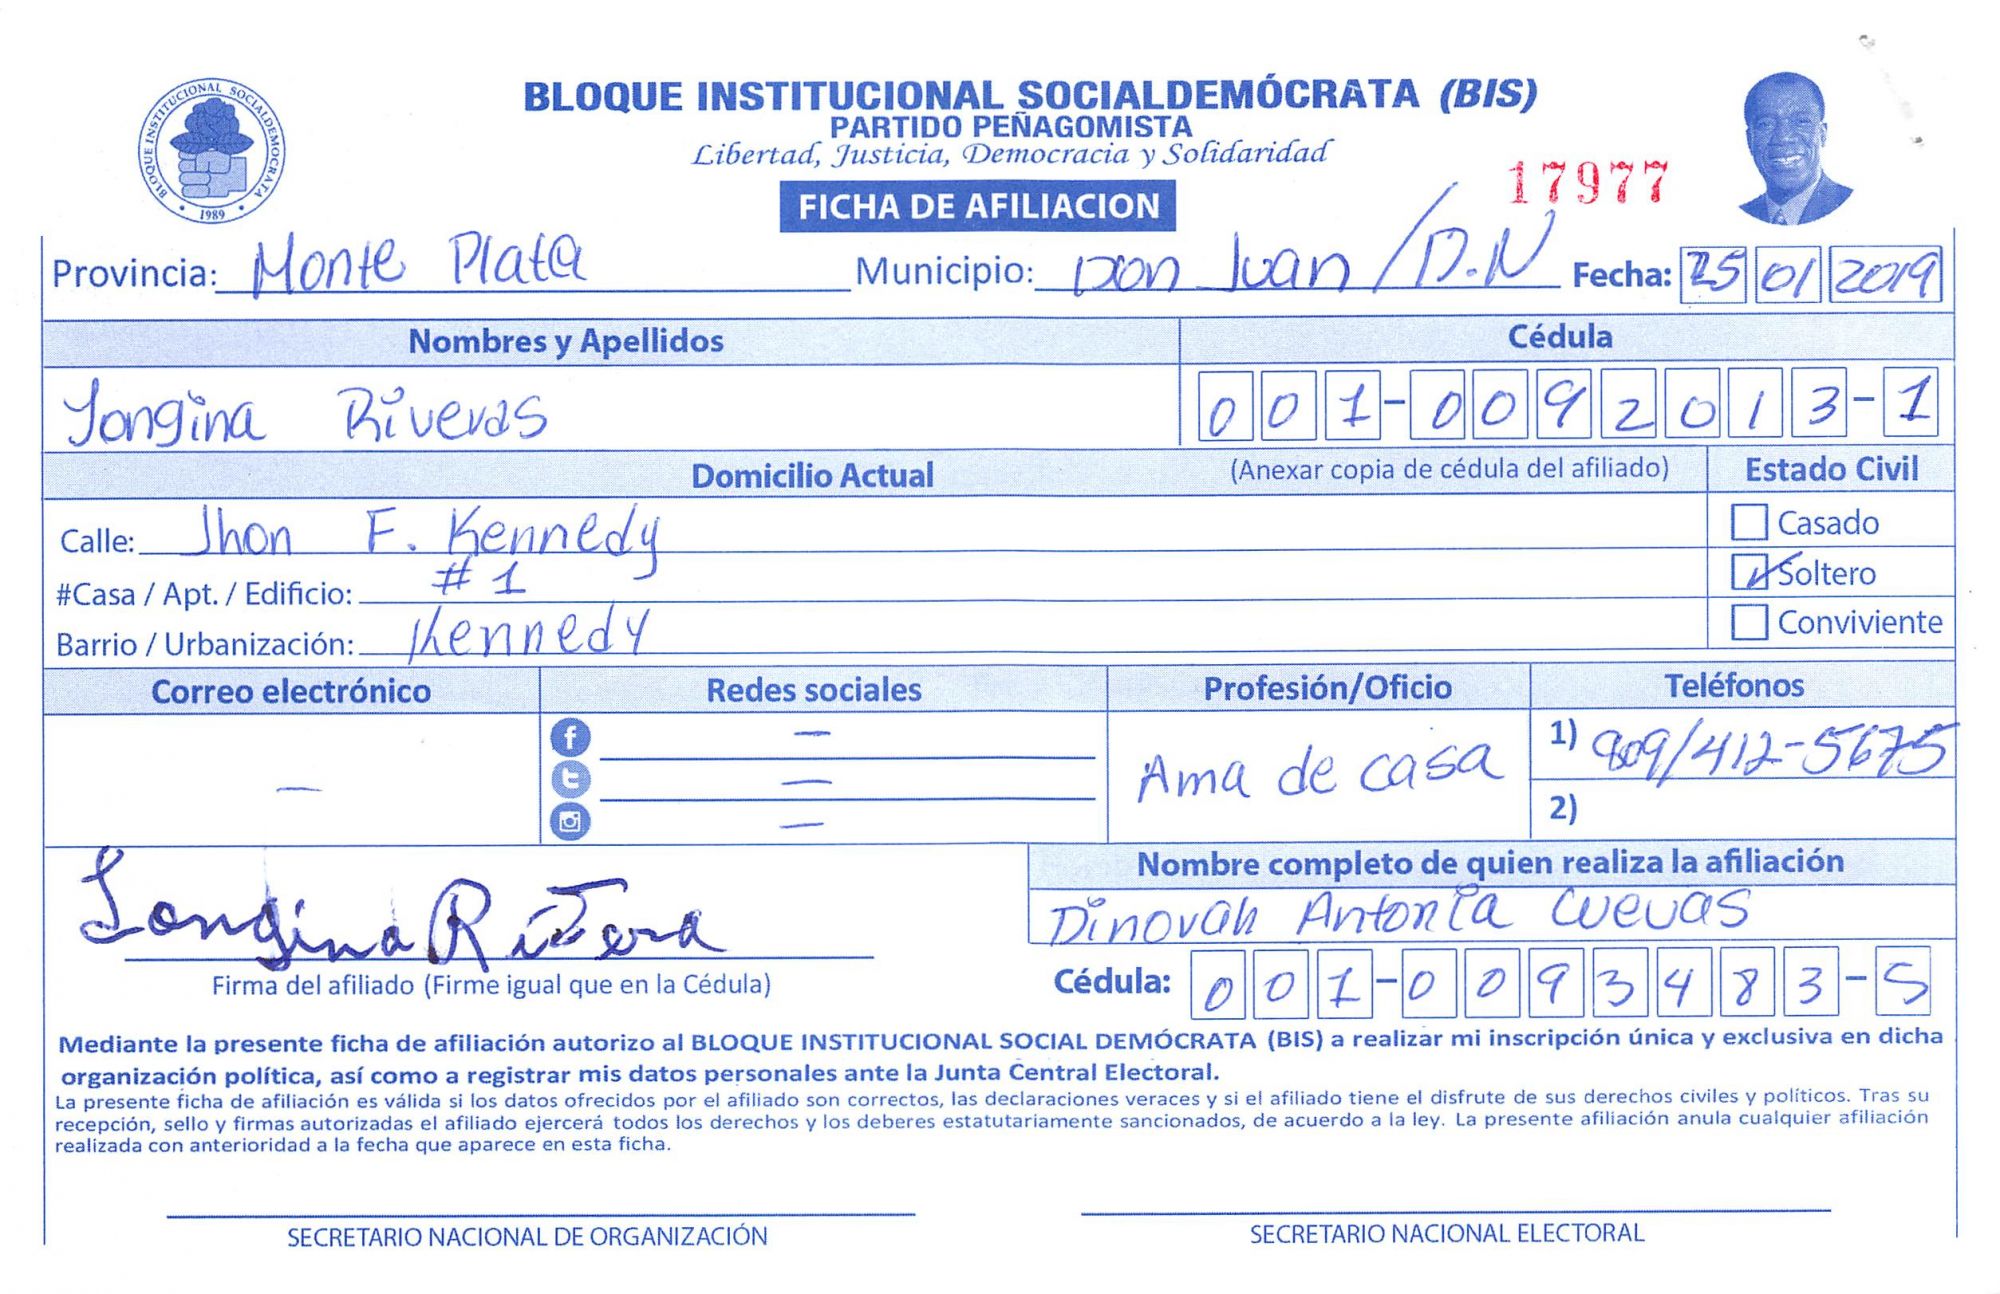 BLOQUE INSTITUCIONAL SOCIALDEMOCRATA
1989
BLOQUE INSTITUCIONAL SOCIALDEMÓCRATA (BIS)
PARTIDO PEÑAGOMISTA
Libertad, Justicia, Democracia y Solidaridad
17977
FICHA DE AFILIACION
Provincia: Monte Plata Municipio: Don Juan / D.N Fecha: 25 01 2019
Nombres y Apellidos Cédula
Longina Riveras 001-0092013-1
Domicilio Actual (Anexar copia de cédula del afiliado) Estado Civil
Calle: Jhon F. Kennedy Casado
#Casa / Apt. / Edificio: #1 Soltero
Barrio / Urbanización: Kennedy Conviviente
Correo electrónico Redes sociales Profesión/Oficio Teléfonos
— — Ama de casa 1) 809/412-5675
—
— 2)
Nombre completo de quien realiza la afiliación
Longina Rivera Dinovah Antonia Cuevas
Firma del afiliado (Firme igual que en la Cédula) Cédula: 001-0093483-5
Mediante la presente ficha de afiliación autorizo al BLOQUE INSTITUCIONAL SOCIAL DEMÓCRATA (BIS) a realizar mi inscripción única y exclusiva en dicha
organización política, así como a registrar mis datos personales ante la Junta Central Electoral.
La presente ficha de afiliación es válida si los datos ofrecidos por el afiliado son correctos, las declaraciones veraces y si el afiliado tiene el disfrute de sus derechos civiles y políticos. Tras su
recepción, sello y firmas autorizadas el afiliado ejercerá todos los derechos y los deberes estatutariamente sancionados, de acuerdo a la ley. La presente afiliación anula cualquier afiliación
realizada con anterioridad a la fecha que aparece en esta ficha.
SECRETARIO NACIONAL DE ORGANIZACIÓN SECRETARIO NACIONAL ELECTORAL